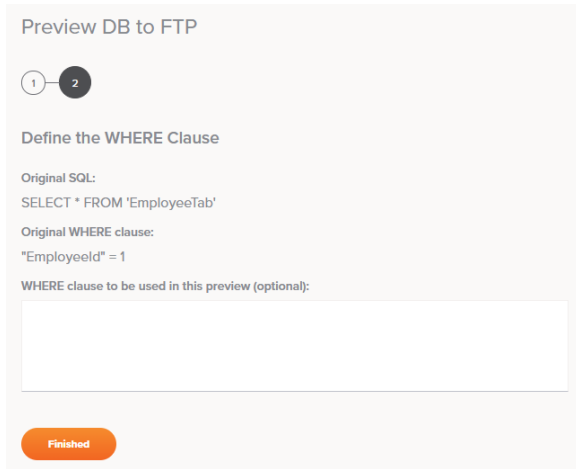 Preview DB to FTP
1 2
Define the WHERE Clause
Original SQL:
SELECT * FROM 'EmployeeTab'
Original WHERE clause:
"EmployeeId" = 1
WHERE clause to be used in this preview (optional):
Finished